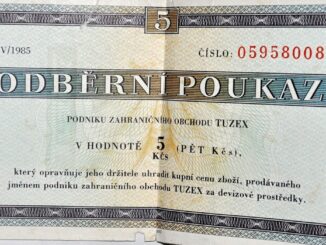 5
V/1985 ČÍSLO: 05958008
ODBĚRNÍ POUKAZ
PODNIKU ZAHRANIČNÍHO OBCHODU TUZEX
V HODNOTĚ 5 Kčs (PĚT Kčs),
který opravňuje jeho držitele uhradit kupní cenu zboží, prodávaného
jménem podniku zahraničního obchodu TUZEX za devizové prostředky.